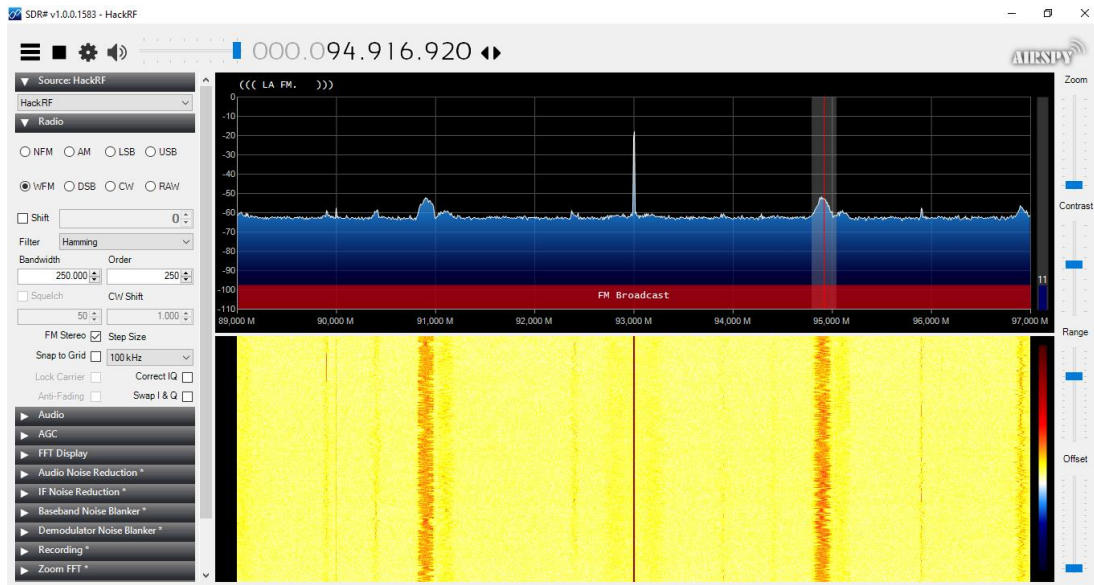 SDR# v1.0.0.1583 - HackRF
000.094.916.920
AIRSPY
Source: HackRF
HackRF
Radio
NFM AM LSB USB
WFM DSB CW RAW
Shift 0
Filter Hamming
Bandwidth Order
250.000 250
Squelch CW Shift
50 1.000
FM Stereo Step Size
Snap to Grid 100 kHz
Lock Carrier Correct IQ
Anti-Fading Swap I & Q
Audio
AGC
FFT Display
Audio Noise Reduction *
IF Noise Reduction *
Baseband Noise Blanker *
Demodulator Noise Blanker *
Recording *
Zoom FFT *
((( LA FM. )))
0
-10
-20
-30
-40
-50
-60
-70
-80
-90
-100
-110
FM Broadcast
11
89,000 M 90,000 M 91,000 M 92,000 M 93,000 M 94,000 M 95,000 M 96,000 M 97,000 M
Zoom
Contrast
Range
Offset